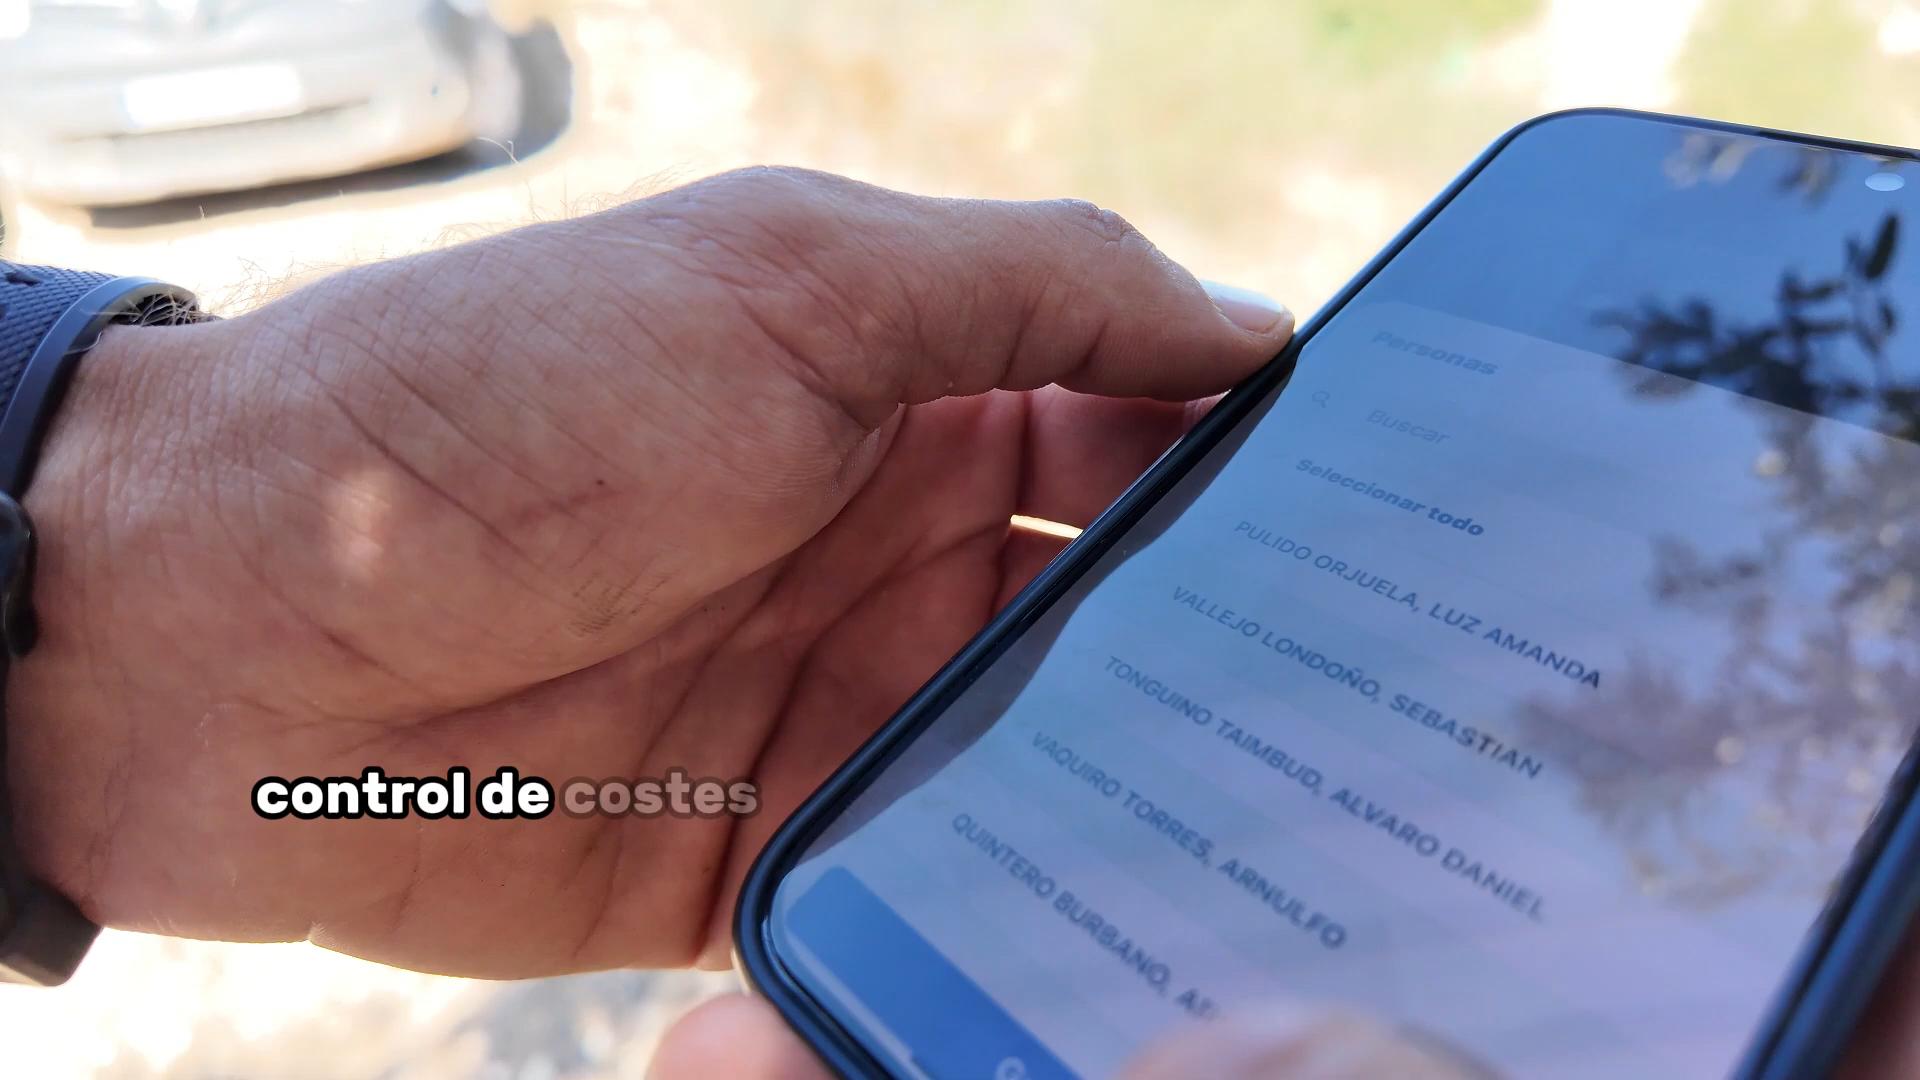 Personas
Buscar
Seleccionar todo
PULIDO ORJUELA, LUZ AMANDA
VALLEJO LONDOÑO, SEBASTIAN
TONGUINO TAIMBUD, ALVARO DANIEL
VAQUIRO TORRES, ARNULFO
QUINTERO BURBANO,
control de costes